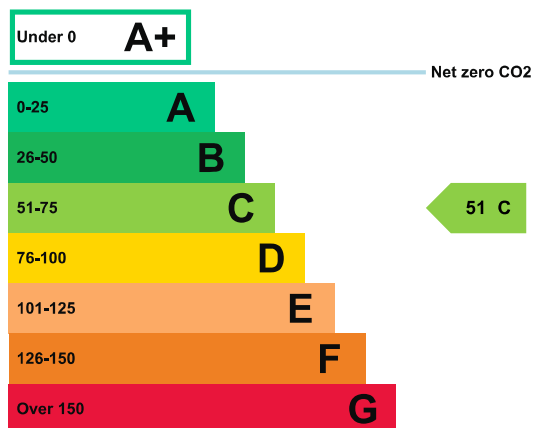 Under 0 A+
Net zero CO2
0-25 A
26-50 B
51-75 C
51 C
76-100 D
101-125 E
126-150 F
Over 150 G